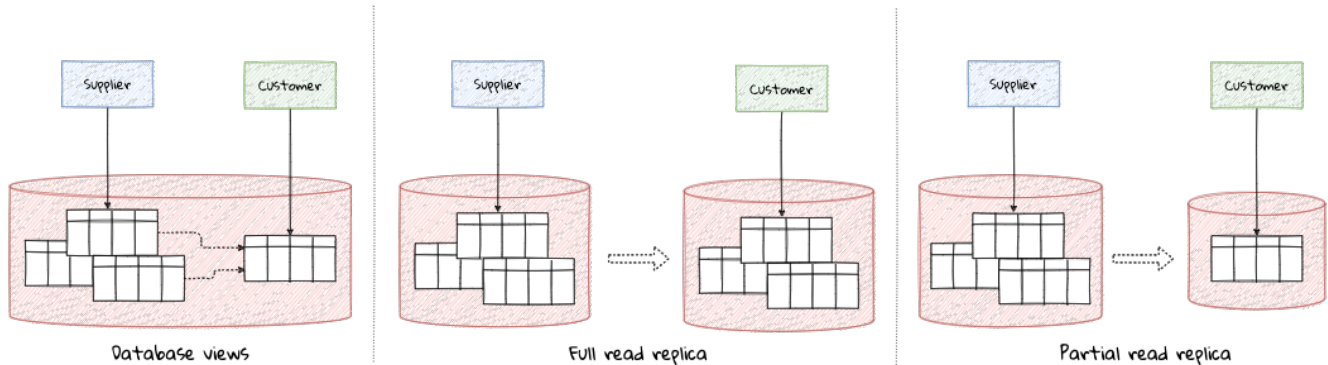 Supplier
Customer
Database views
Supplier
Customer
Full read replica
Supplier
Customer
Partial read replica